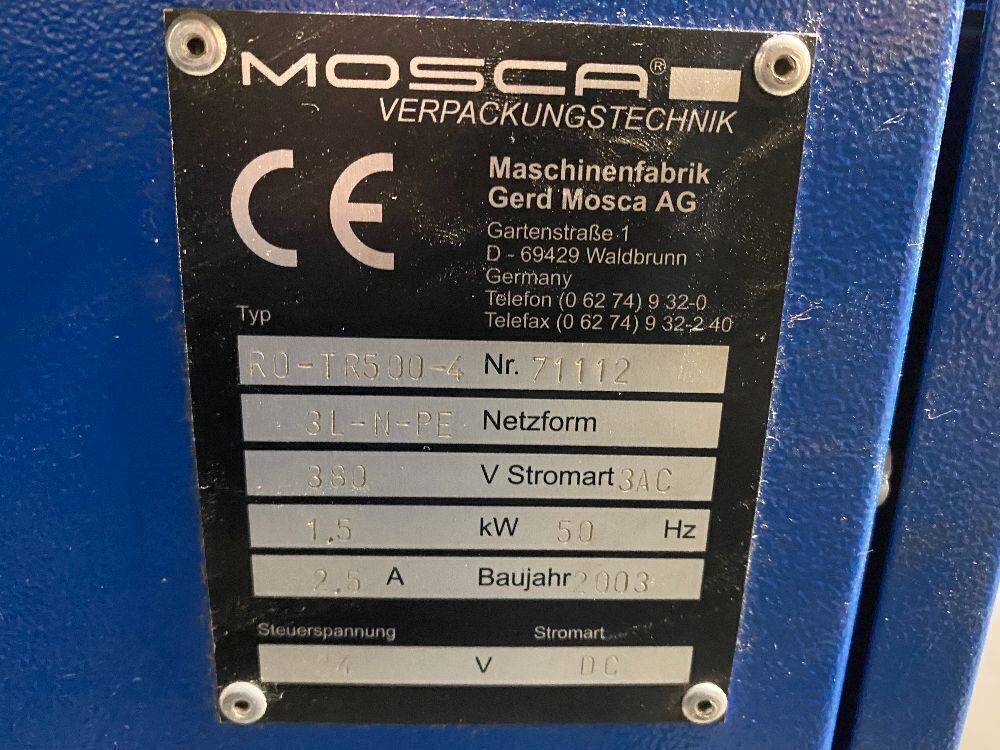 MOSCA®
VERPACKUNGSTECHNIK
CE
Maschinenfabrik
Gerd Mosca AG
Gartenstraße 1
D - 69429 Waldbrunn
Germany
Telefon (0 62 74) 9 32-0
Telefax (0 62 74) 9 32-2 40
Typ
RO-TR500-4 Nr. 71112
3L-N-PE Netzform
380 V Stromart 3AC
1,5 kW 50 Hz
2,5 A Baujahr 2003
Steuerspannung Stromart
V DC